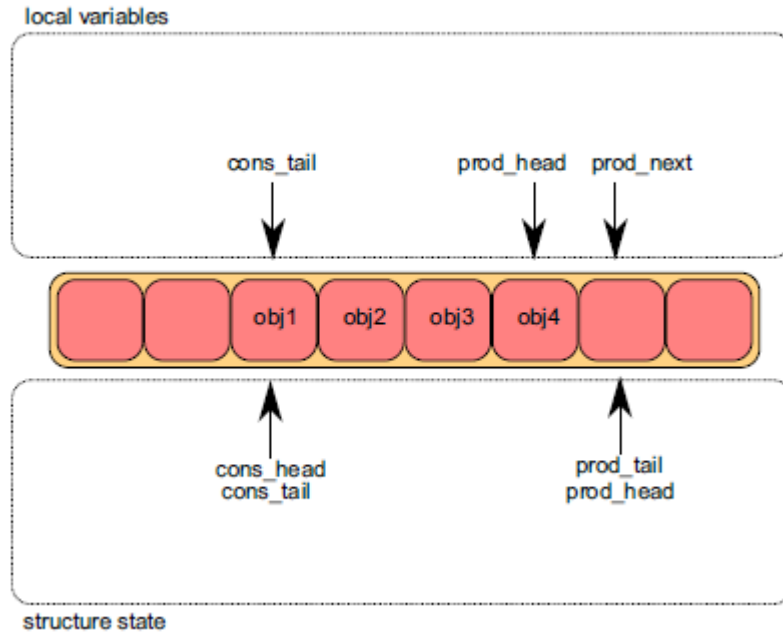 local variables
cons_tail
prod_head
prod_next
obj1
obj2
obj3
obj4
cons_head
cons_tail
prod_tail
prod_head
structure state